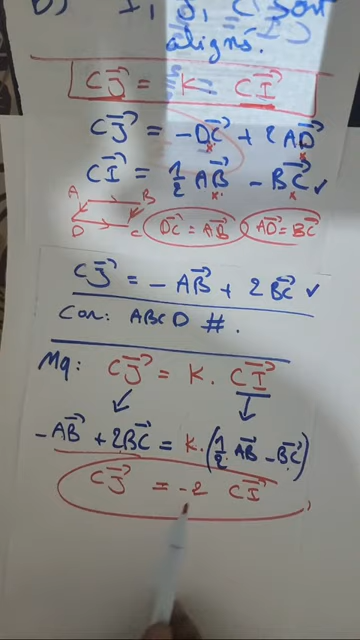 b) I, J, C sont
alignés.
CJ⃗ = K CI⃗
CJ⃗ = -DC⃗ + 2AD⃗
CI⃗ = 1/2 AB⃗ - BC⃗ ✓
A B
D C
DC⃗ = AB⃗ AD⃗ = BC⃗
CJ⃗ = -AB⃗ + 2BC⃗ ✓
Car: ABCD #.
Mq: CJ⃗ = K. CI⃗
-AB⃗ + 2BC⃗ = K.(1/2 AB⃗ - BC⃗)
CJ⃗ = -2 CI⃗